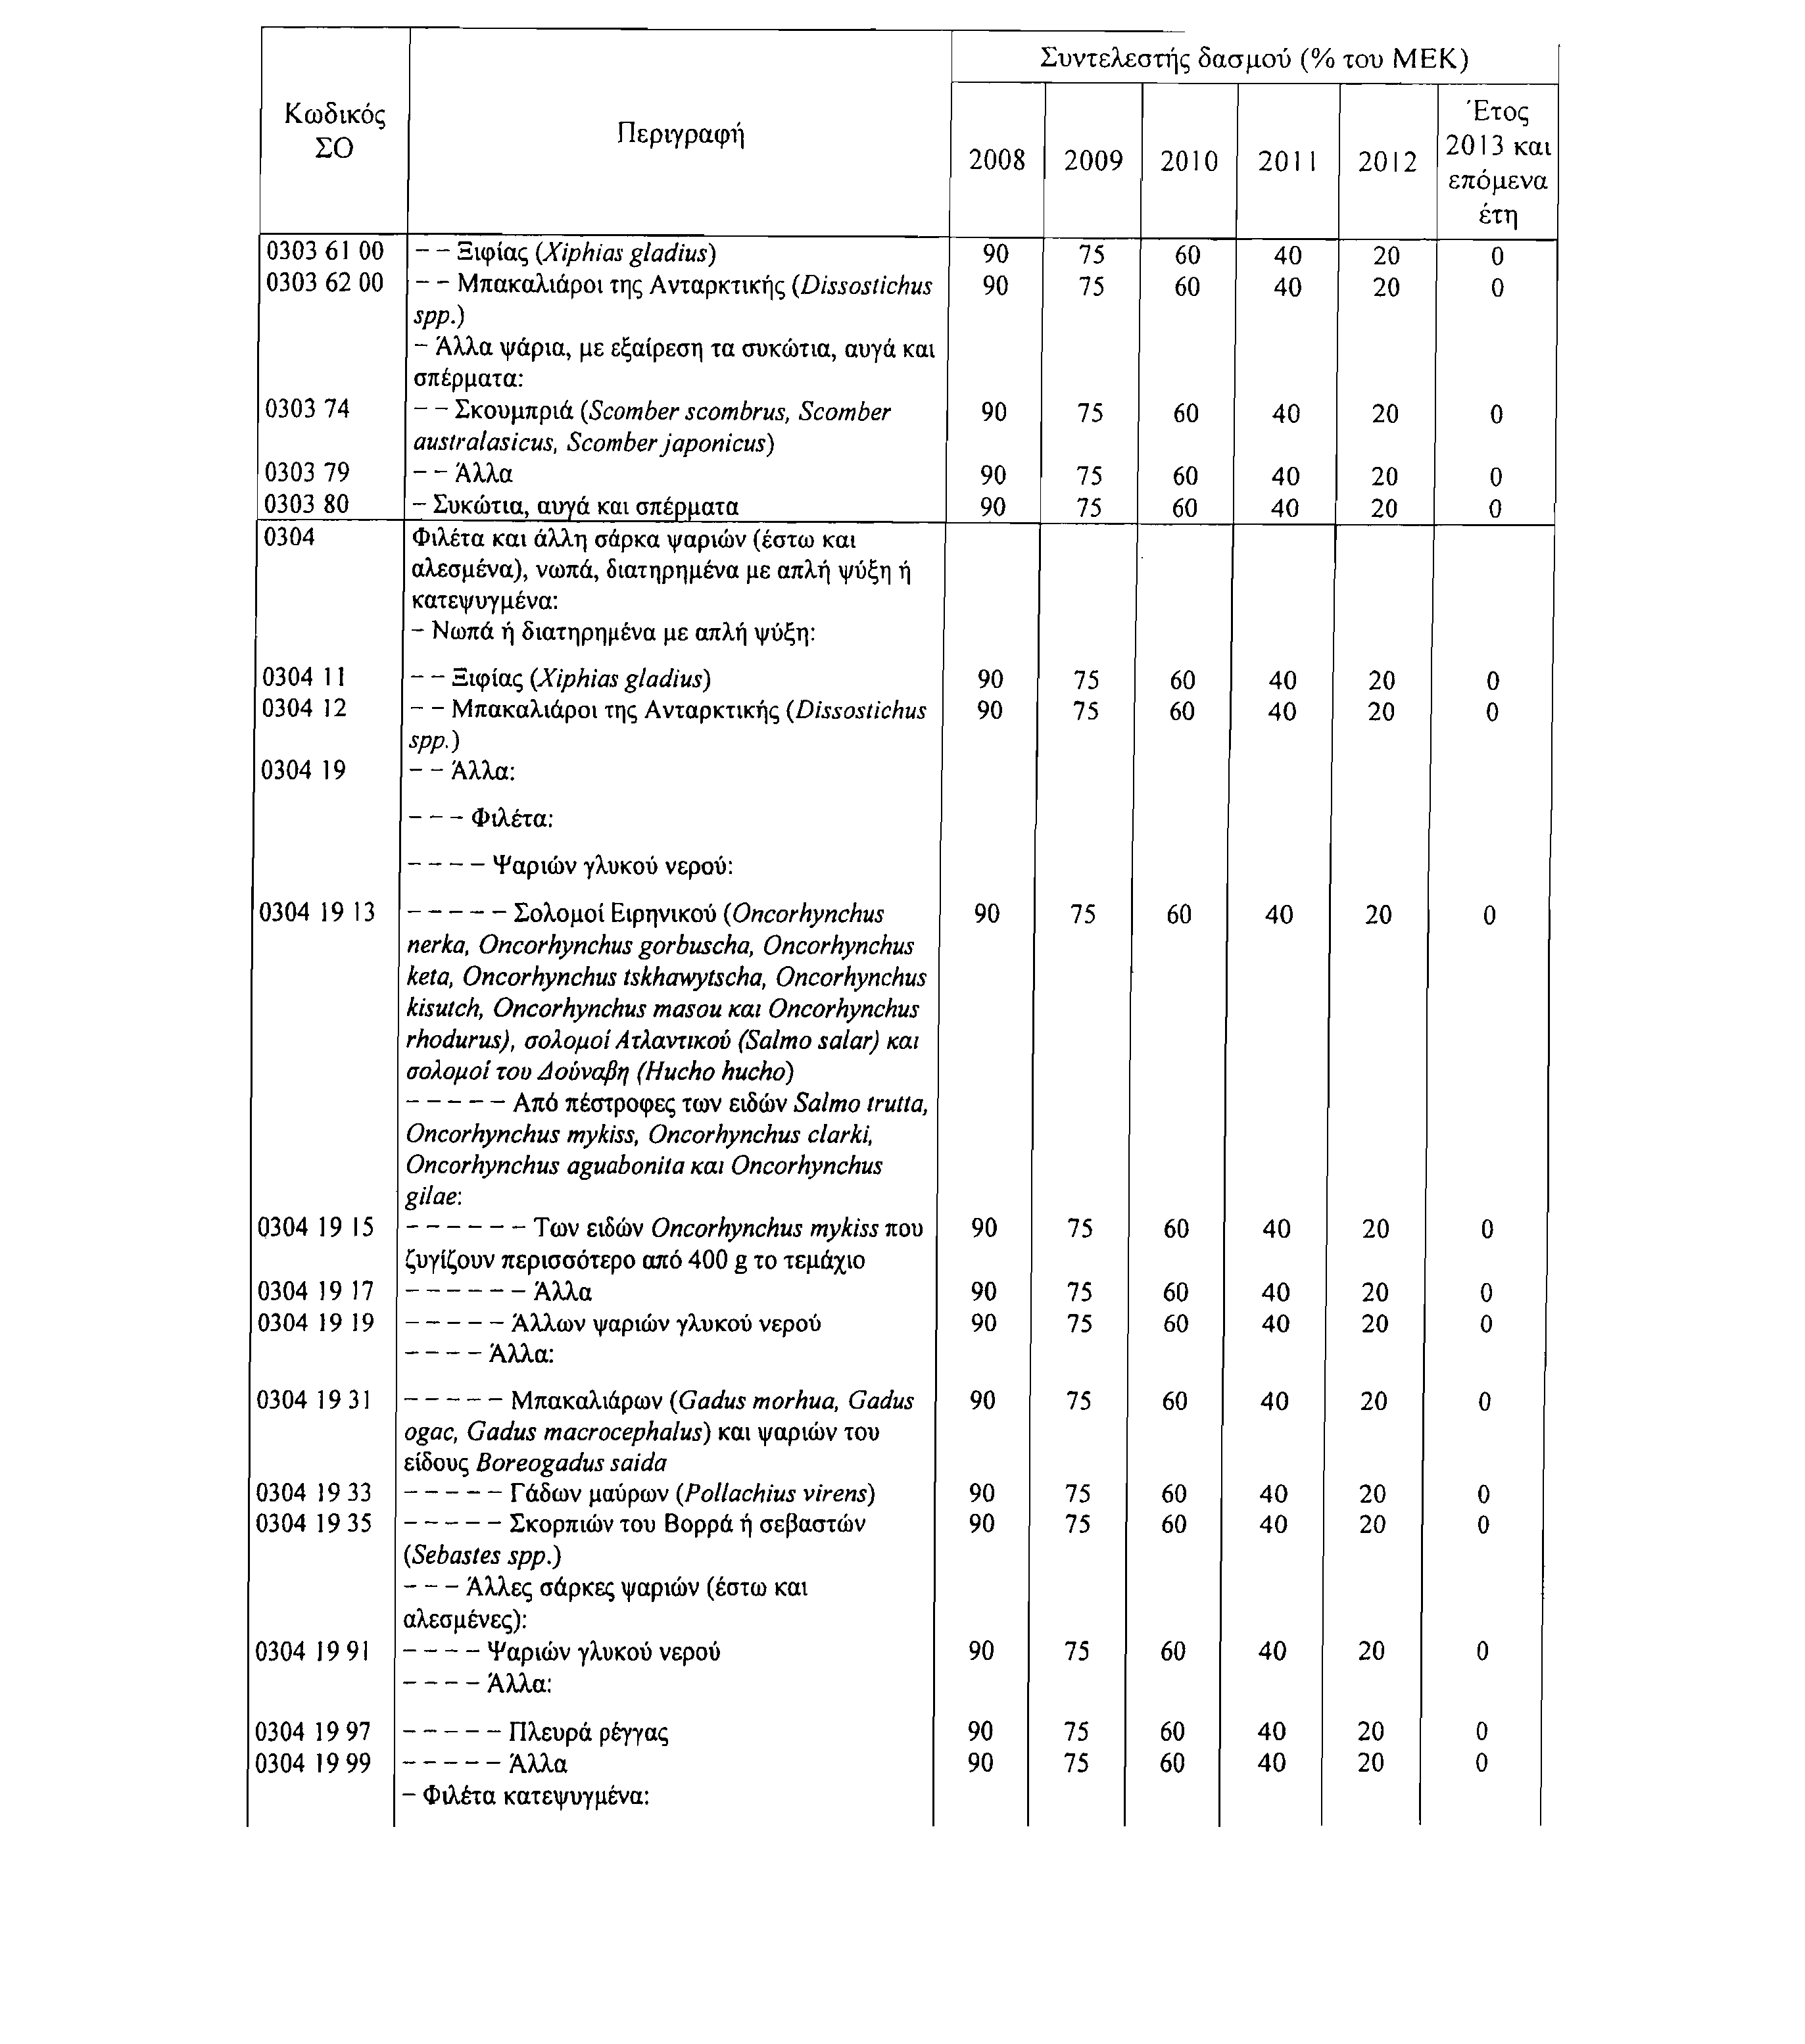 Συντελεστής δασμού (% του ΜΕΚ)
Κωδικός ΣΟ
Περιγραφή
2008 2009 2010 2011 2012 Έτος 2013 και επόμενα έτη
0303 61 00 – – Ξιφίας (Xiphias gladius) 90 75 60 40 20 0
0303 62 00 – – Μπακαλιάροι της Ανταρκτικής (Dissostichus 90 75 60 40 20 0
spp.)
– Άλλα ψάρια, με εξαίρεση τα συκώτια, αυγά και
σπέρματα:
0303 74 – – Σκουμπριά (Scomber scombrus, Scomber 90 75 60 40 20 0
australasicus, Scomber japonicus)
0303 79 – – Άλλα 90 75 60 40 20 0
0303 80 – Συκώτια, αυγά και σπέρματα 90 75 60 40 20 0
0304 Φιλέτα και άλλη σάρκα ψαριών (έστω και
αλεσμένα), νωπά, διατηρημένα με απλή ψύξη ή
κατεψυγμένα:
– Νωπά ή διατηρημένα με απλή ψύξη:
0304 11 – – Ξιφίας (Xiphias gladius) 90 75 60 40 20 0
0304 12 – – Μπακαλιάροι της Ανταρκτικής (Dissostichus 90 75 60 40 20 0
spp.)
0304 19 – – Άλλα:
– – – Φιλέτα:
– – – – Ψαριών γλυκού νερού:
0304 19 13 – – – – – Σολομοί Ειρηνικού (Oncorhynchus 90 75 60 40 20 0
nerka, Oncorhynchus gorbuscha, Oncorhynchus
keta, Oncorhynchus tskhawytscha, Oncorhynchus
kisutch, Oncorhynchus masou και Oncorhynchus
rhodurus), σολομοί Ατλαντικού (Salmo salar) και
σολομοί του Δούναβη (Hucho hucho)
– – – – – Από πέστροφες των ειδών Salmo trutta,
Oncorhynchus mykiss, Oncorhynchus clarki,
Oncorhynchus aguabonita και Oncorhynchus
gilae:
0304 19 15 – – – – – – Των ειδών Oncorhynchus mykiss που 90 75 60 40 20 0
ζυγίζουν περισσότερο από 400 g το τεμάχιο
0304 19 17 – – – – – – Άλλα 90 75 60 40 20 0
0304 19 19 – – – – – Άλλων ψαριών γλυκού νερού 90 75 60 40 20 0
– – – – Άλλα:
0304 19 31 – – – – – Μπακαλιάρων (Gadus morhua, Gadus 90 75 60 40 20 0
ogac, Gadus macrocephalus) και ψαριών του
είδους Boreogadus saida
0304 19 33 – – – – – Γάδων μαύρων (Pollachius virens) 90 75 60 40 20 0
0304 19 35 – – – – – Σκορπιών του Βορρά ή σεβαστών 90 75 60 40 20 0
(Sebastes spp.)
– – – Άλλες σάρκες ψαριών (έστω και
αλεσμένες):
0304 19 91 – – – – Ψαριών γλυκού νερού 90 75 60 40 20 0
– – – – Άλλα:
0304 19 97 – – – – – Πλευρά ρέγγας 90 75 60 40 20 0
0304 19 99 – – – – – Άλλα 90 75 60 40 20 0
– Φιλέτα κατεψυγμένα: